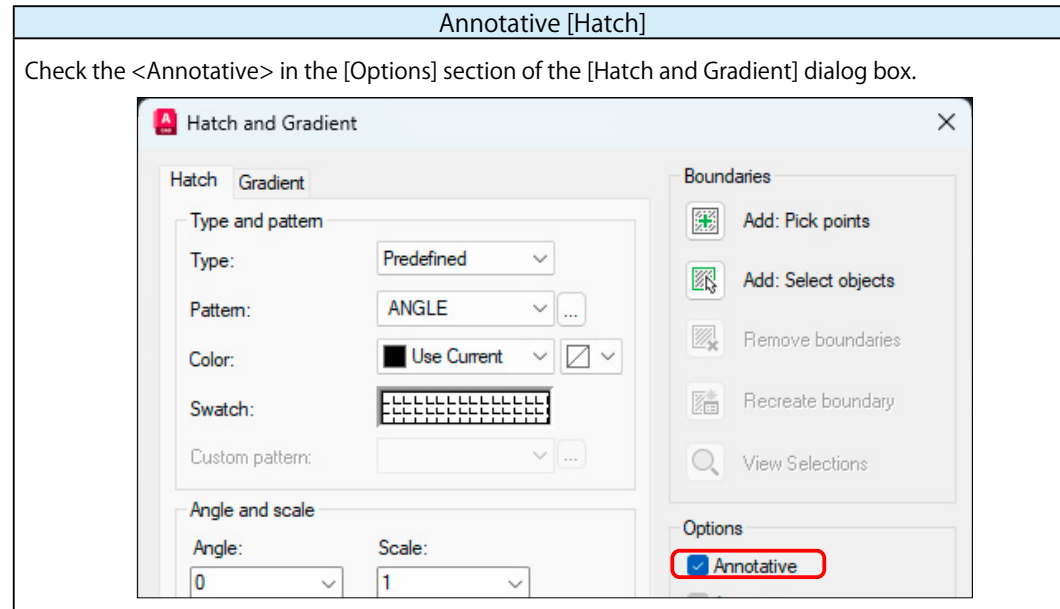 Annotative [Hatch]
Check the <Annotative> in the [Options] section of the [Hatch and Gradient] dialog box.
A
CAD
Hatch and Gradient
Hatch
Gradient
Type and pattern
Type:
Predefined
Pattern:
ANGLE
...
Color:
Use Current
Swatch:
Custom pattern:
...
Angle and scale
Angle:
Scale:
0
1
Boundaries
Add: Pick points
Add: Select objects
Remove boundaries
Recreate boundary
View Selections
Options
Annotative